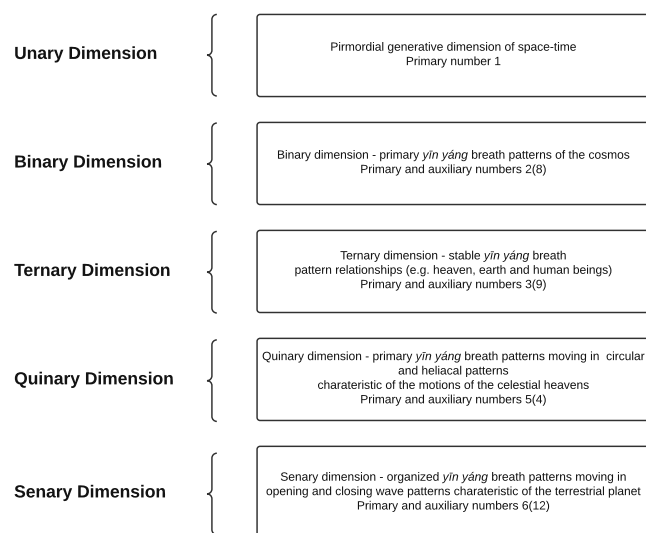 Unary Dimension
Pirmordial generative dimension of space-time
Primary number 1
Binary Dimension
Binary dimension - primary yīn yáng breath patterns of the cosmos
Primary and auxiliary numbers 2(8)
Ternary Dimension
Ternary dimension - stable yīn yáng breath
pattern relationships (e.g. heaven, earth and human beings)
Primary and auxiliary numbers 3(9)
Quinary Dimension
Quinary dimension - primary yīn yáng breath patterns moving in circular
and heliacal patterns
charateristic of the motions of the celestial heavens
Primary and auxiliary numbers 5(4)
Senary Dimension
Senary dimension - organized yīn yáng breath patterns moving in
opening and closing wave patterns charateristic of the terrestrial planet
Primary and auxiliary numbers 6(12)